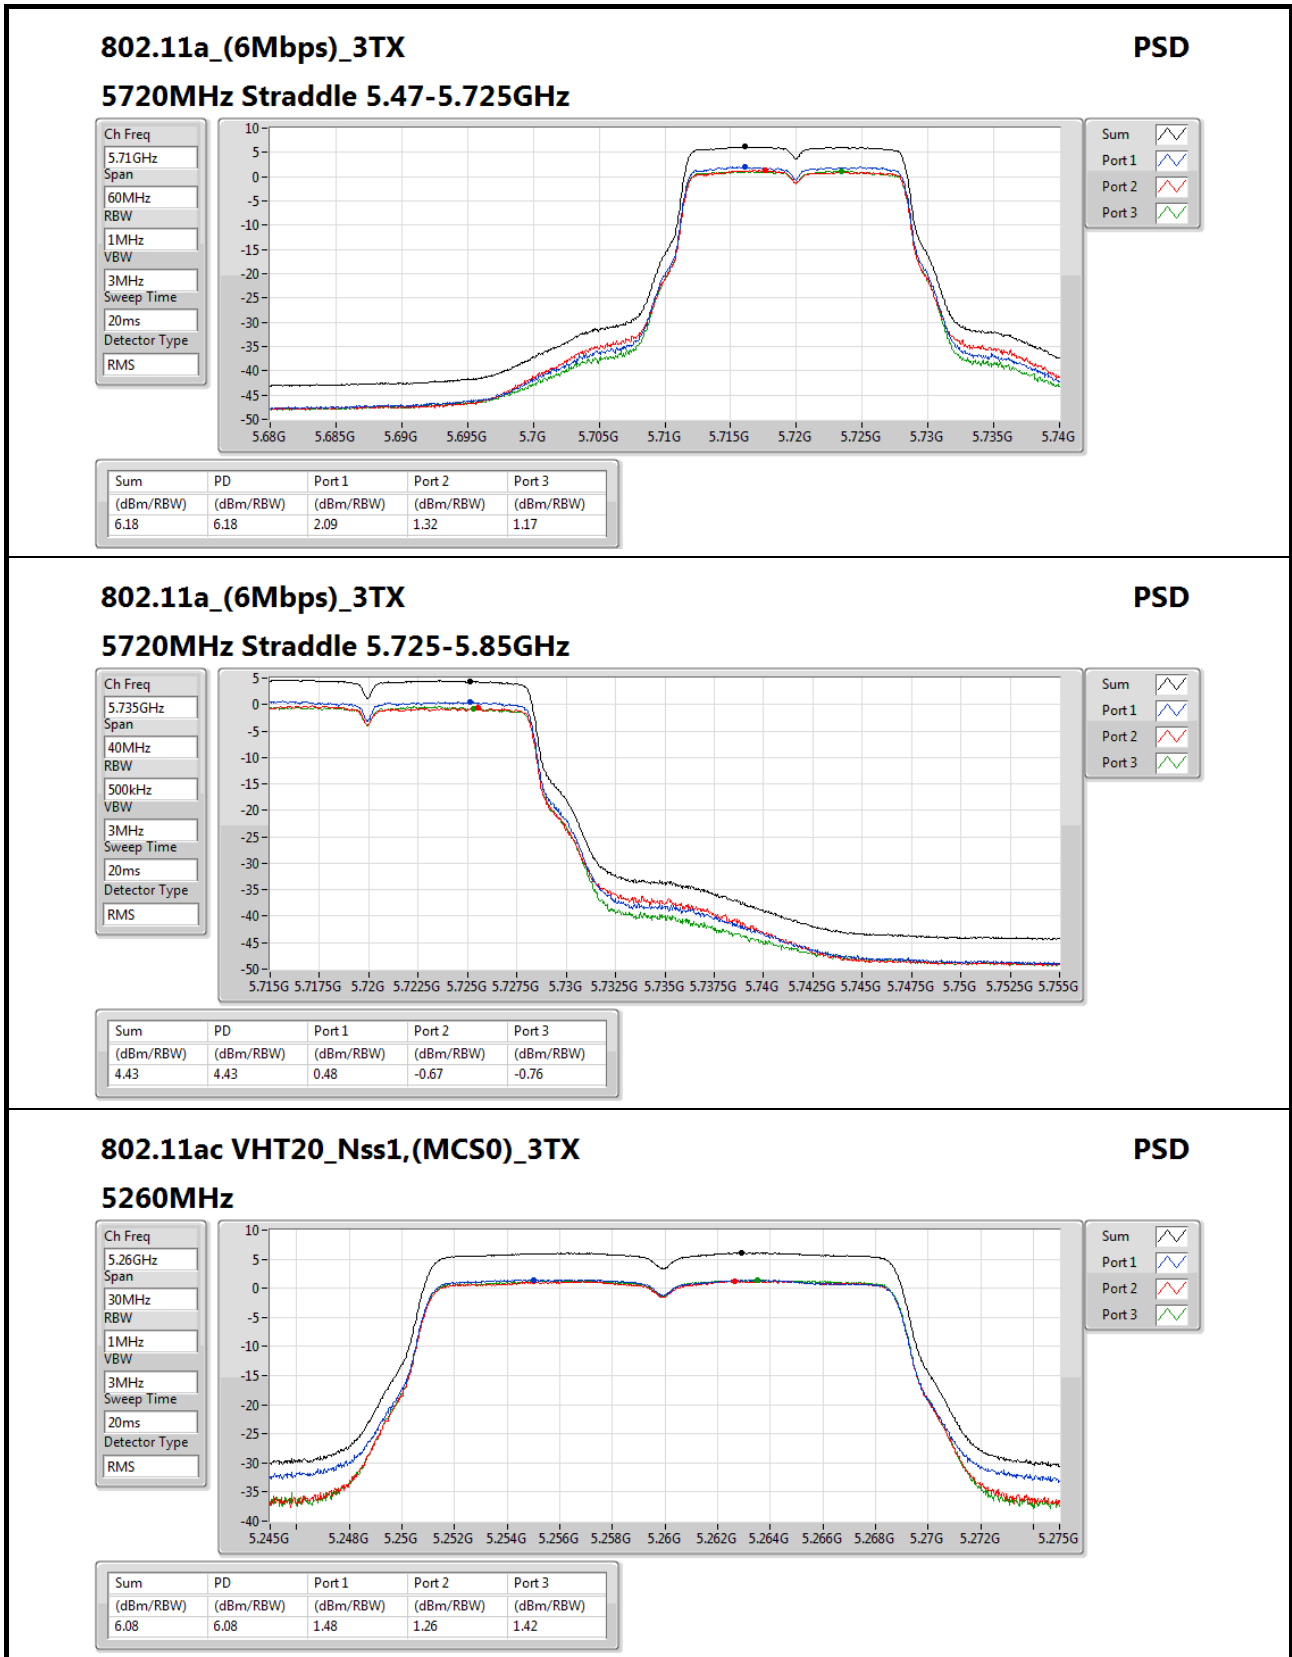 802.11a_(6Mbps)_3TX PSD
5720MHz Straddle 5.47-5.725GHz
Ch Freq
5.71GHz
Span
60MHz
RBW
1MHz
VBW
3MHz
Sweep Time
20ms
Detector Type
RMS
10
5
0
-5
-10
-15
-20
-25
-30
-35
-40
-45
-50
5.68G 5.685G 5.69G 5.695G 5.7G 5.705G 5.71G 5.715G 5.72G 5.725G 5.73G 5.735G 5.74G
Sum
Port 1
Port 2
Port 3
Sum PD Port 1 Port 2 Port 3
(dBm/RBW) (dBm/RBW) (dBm/RBW) (dBm/RBW) (dBm/RBW)
6.18 6.18 2.09 1.32 1.17
802.11a_(6Mbps)_3TX PSD
5720MHz Straddle 5.725-5.85GHz
Ch Freq
5.735GHz
Span
40MHz
RBW
500kHz
VBW
3MHz
Sweep Time
20ms
Detector Type
RMS
5
0
-5
-10
-15
-20
-25
-30
-35
-40
-45
-50
5.715G 5.7175G 5.72G 5.7225G 5.725G 5.7275G 5.73G 5.7325G 5.735G 5.7375G 5.74G 5.7425G 5.745G 5.7475G 5.75G 5.7525G 5.755G
Sum
Port 1
Port 2
Port 3
Sum PD Port 1 Port 2 Port 3
(dBm/RBW) (dBm/RBW) (dBm/RBW) (dBm/RBW) (dBm/RBW)
4.43 4.43 0.48 -0.67 -0.76
802.11ac VHT20_Nss1,(MCS0)_3TX PSD
5260MHz
Ch Freq
5.26GHz
Span
30MHz
RBW
1MHz
VBW
3MHz
Sweep Time
20ms
Detector Type
RMS
10
5
0
-5
-10
-15
-20
-25
-30
-35
-40
5.245G 5.248G 5.25G 5.252G 5.254G 5.256G 5.258G 5.26G 5.262G 5.264G 5.266G 5.268G 5.27G 5.272G 5.275G
Sum
Port 1
Port 2
Port 3
Sum PD Port 1 Port 2 Port 3
(dBm/RBW) (dBm/RBW) (dBm/RBW) (dBm/RBW) (dBm/RBW)
6.08 6.08 1.48 1.26 1.42